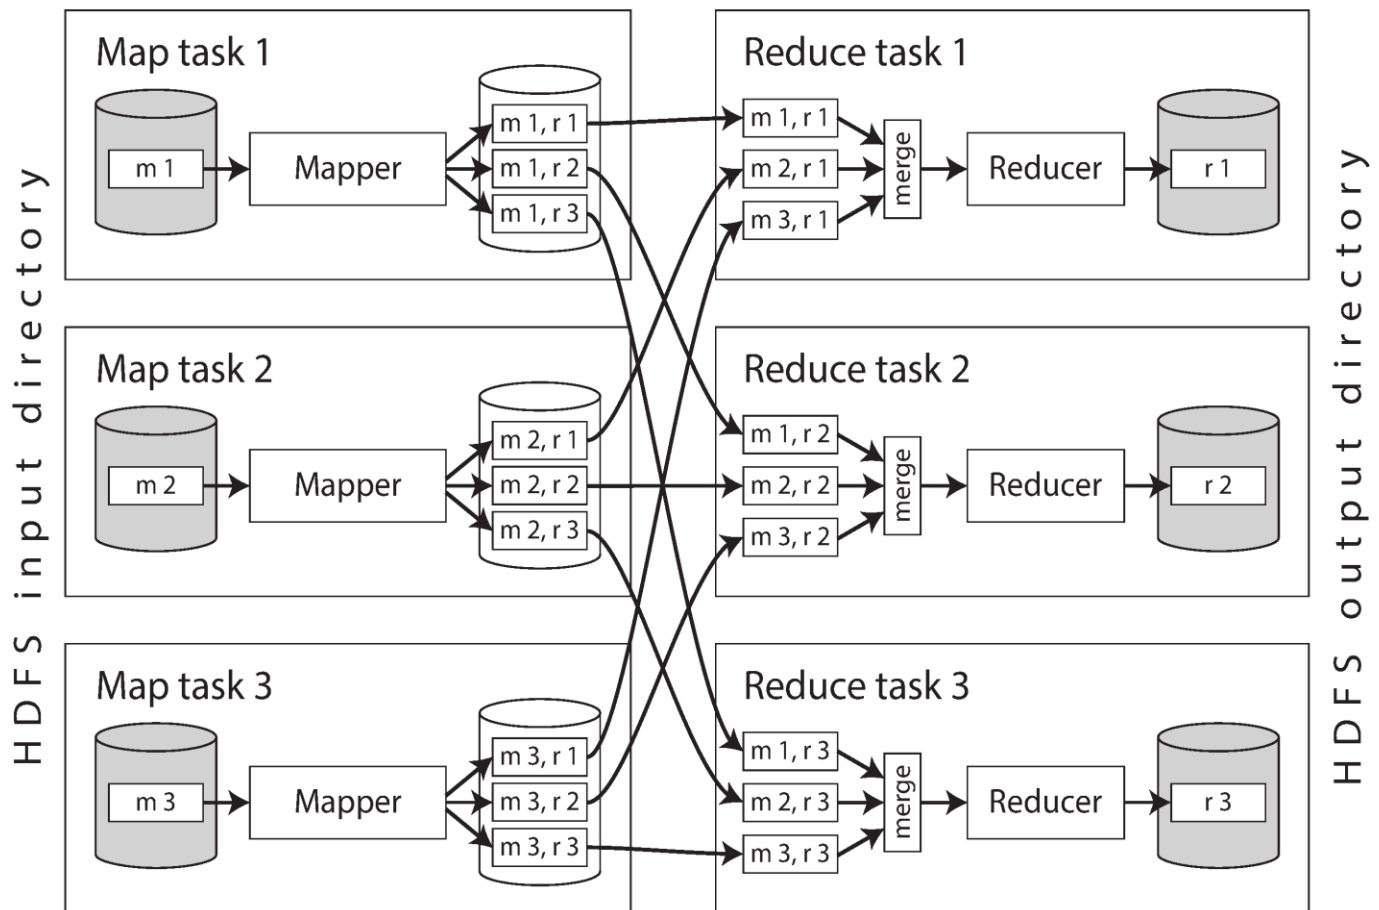 HDFS input directory
Map task 1
m 1
Mapper
m 1, r 1
m 1, r 2
m 1, r 3
Reduce task 1
m 1, r 1
m 2, r 1
m 3, r 1
merge
Reducer
r 1
Map task 2
m 2
Mapper
m 2, r 1
m 2, r 2
m 2, r 3
Reduce task 2
m 1, r 2
m 2, r 2
m 3, r 2
merge
Reducer
r 2
Map task 3
m 3
Mapper
m 3, r 1
m 3, r 2
m 3, r 3
Reduce task 3
m 1, r 3
m 2, r 3
m 3, r 3
merge
Reducer
r 3
HDFS output directory